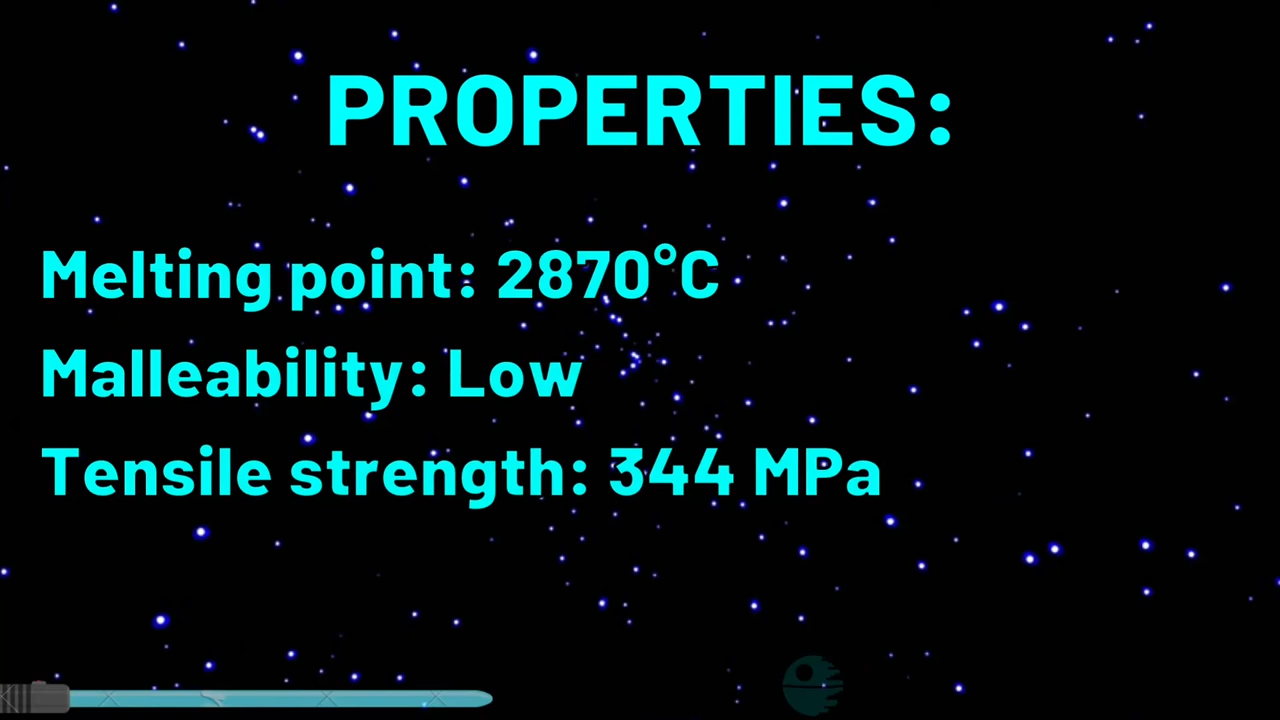 PROPERTIES:
Melting point: 2870°C
Malleability: Low
Tensile strength: 344 MPa